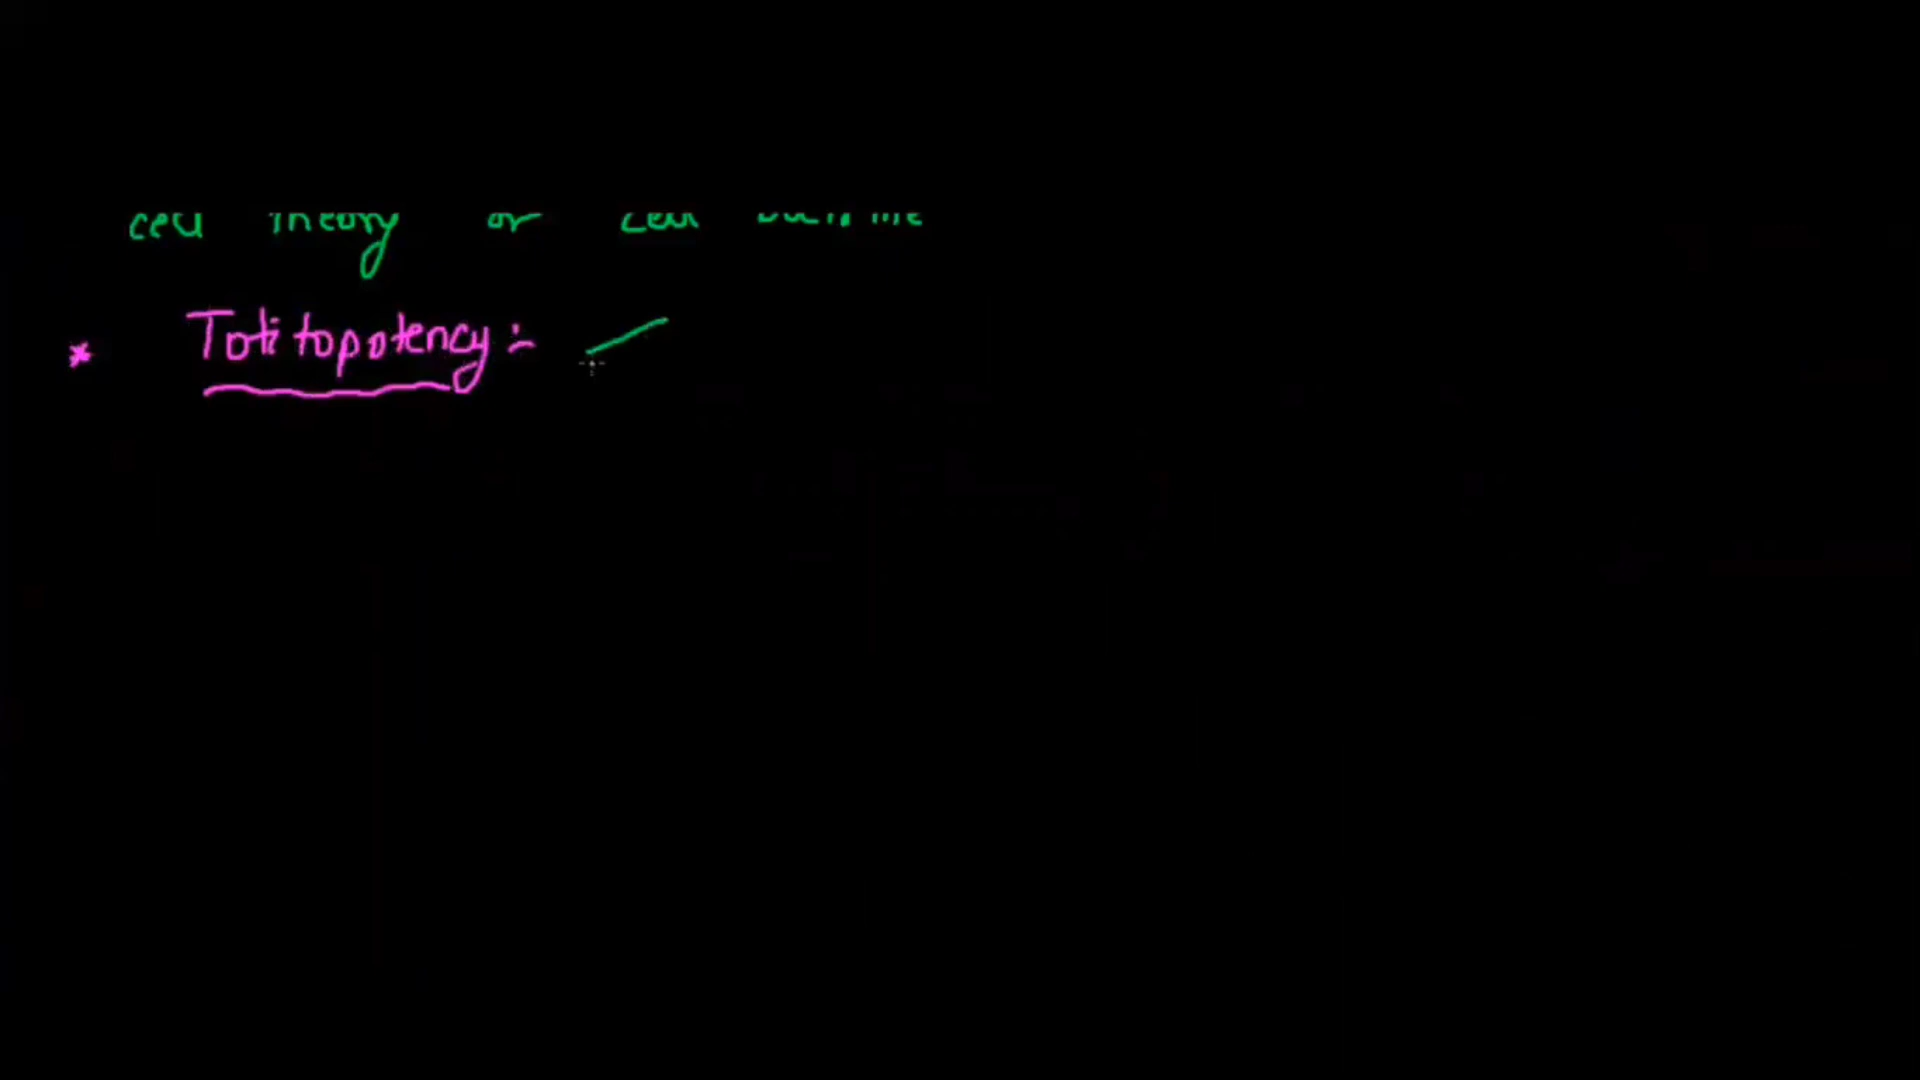 cell theory or cell
* Totitopotency :-